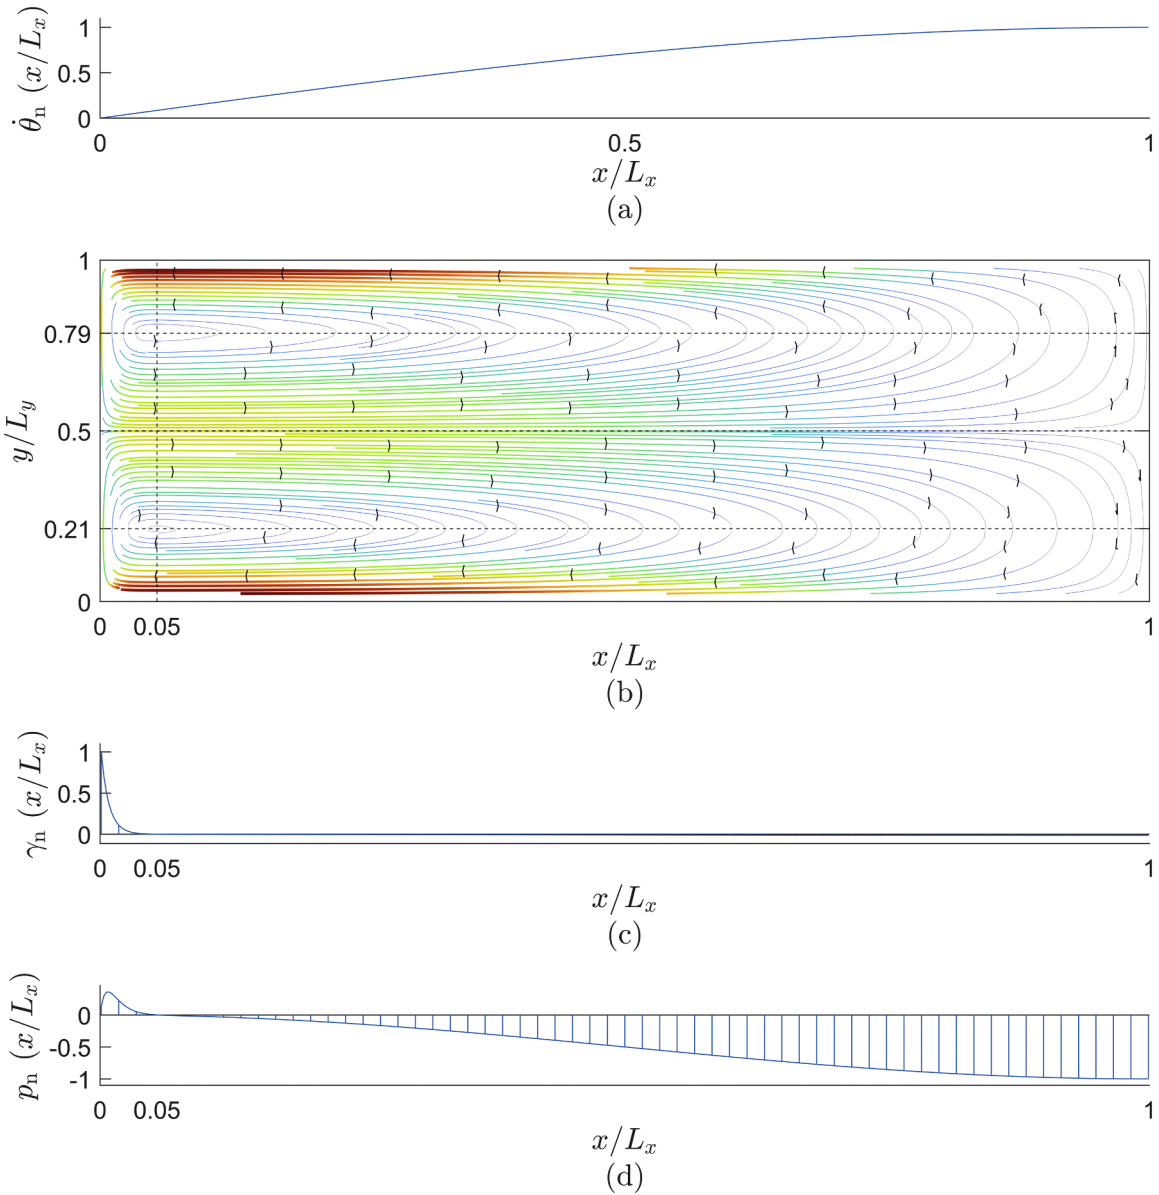 θ̇ₙ (x/Lₓ)
1
0.5
0
0 0.5 1
x/Lₓ
(a)
y/L_y
1
0.79
0.5
0.21
0
0 0.05 1
x/Lₓ
(b)
γₙ (x/Lₓ)
1
0.5
0
0 0.05 1
x/Lₓ
(c)
pₙ (x/Lₓ)
0
-0.5
-1
0 0.05 1
x/Lₓ
(d)